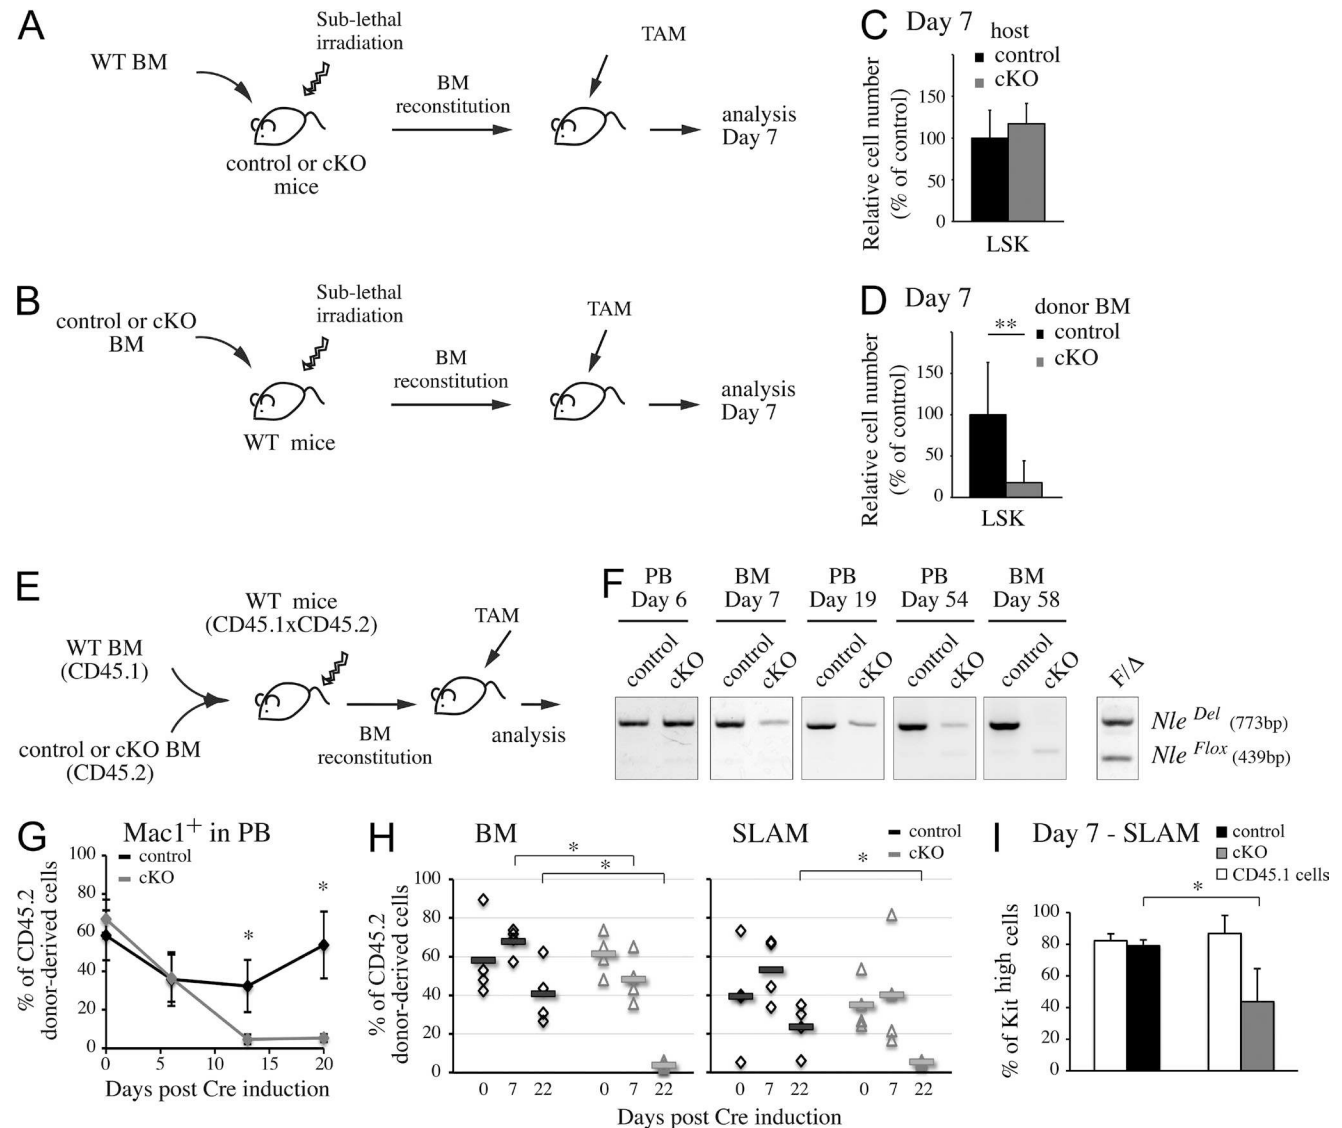 A
WT BM
Sub-lethal
irradiation
control or cKO
mice
BM
reconstitution
TAM
analysis
Day 7
C Day 7
host
control
cKO
Relative cell number
(% of control)
150
100
50
0
LSK
B
control or cKO
BM
Sub-lethal
irradiation
WT mice
BM
reconstitution
TAM
analysis
Day 7
D Day 7
donor BM
control
cKO
**
Relative cell number
(% of control)
150
100
50
0
LSK
E
WT BM
(CD45.1)
control or cKO BM
(CD45.2)
WT mice
(CD45.1xCD45.2)
BM
reconstitution
TAM
analysis
F
PB
Day 6
BM
Day 7
PB
Day 19
PB
Day 54
BM
Day 58
control
cKO
control
cKO
control
cKO
control
cKO
control
cKO
F/Δ
Nle Del (773bp)
Nle Flox (439bp)
G Mac1+ in PB
control
cKO
% of CD45.2
donor-derived cells
100
80
60
40
20
0
*
*
0 5 10 15 20
Days post Cre induction
H BM
SLAM
control
cKO
*
*
*
% of CD45.2
donor-derived cells
100
80
60
40
20
0
0 7 22 0 7 22
0 7 22 0 7 22
Days post Cre induction
I Day 7 - SLAM
control
cKO
CD45.1 cells
*
% of Kit high cells
100
80
60
40
20
0